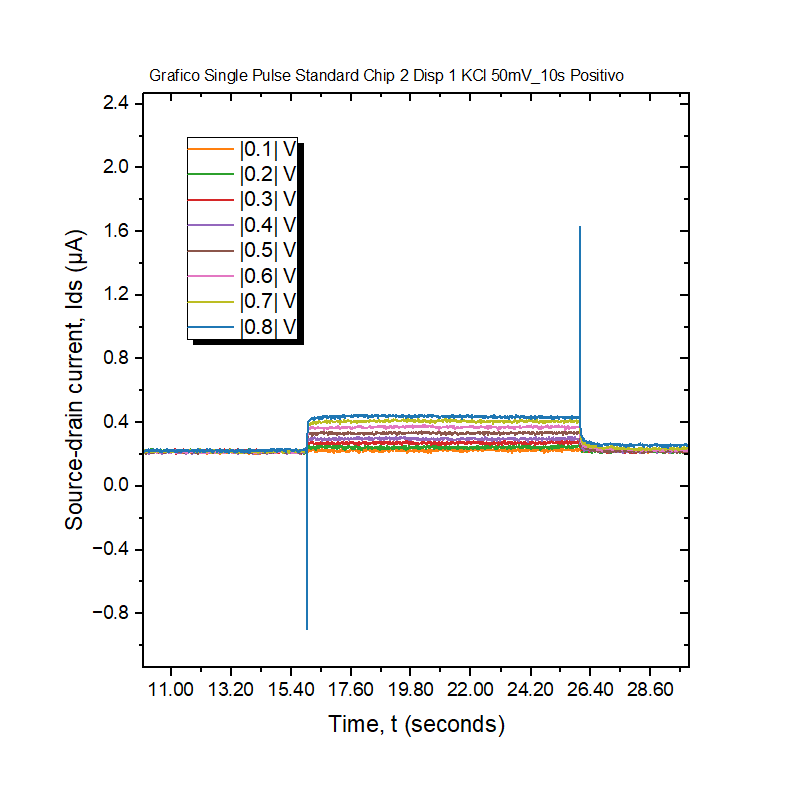 Grafico Single Pulse Standard Chip 2 Disp 1 KCl 50mV_10s Positivo
2.4
2.0
1.6
1.2
0.8
0.4
0.0
−0.4
−0.8
Source-drain current, Ids (µA)
|0.1| V
|0.2| V
|0.3| V
|0.4| V
|0.5| V
|0.6| V
|0.7| V
|0.8| V
11.00 13.20 15.40 17.60 19.80 22.00 24.20 26.40 28.60
Time, t (seconds)